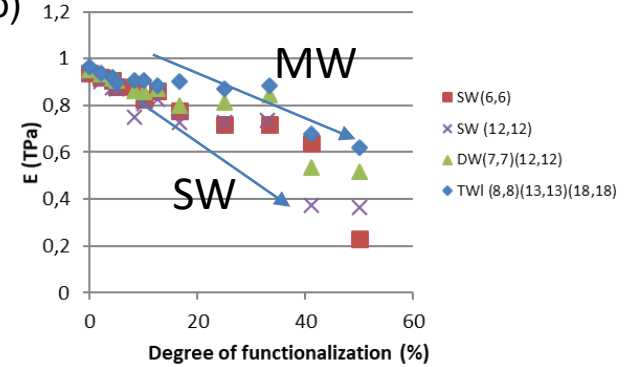 b)
1,2
1
0,8
0,6
0,4
0,2
0
0
20
40
60
E (TPa)
Degree of functionalization (%)
MW
SW
SW(6,6)
SW (12,12)
DW(7,7)(12,12)
TWl (8,8)(13,13)(18,18)